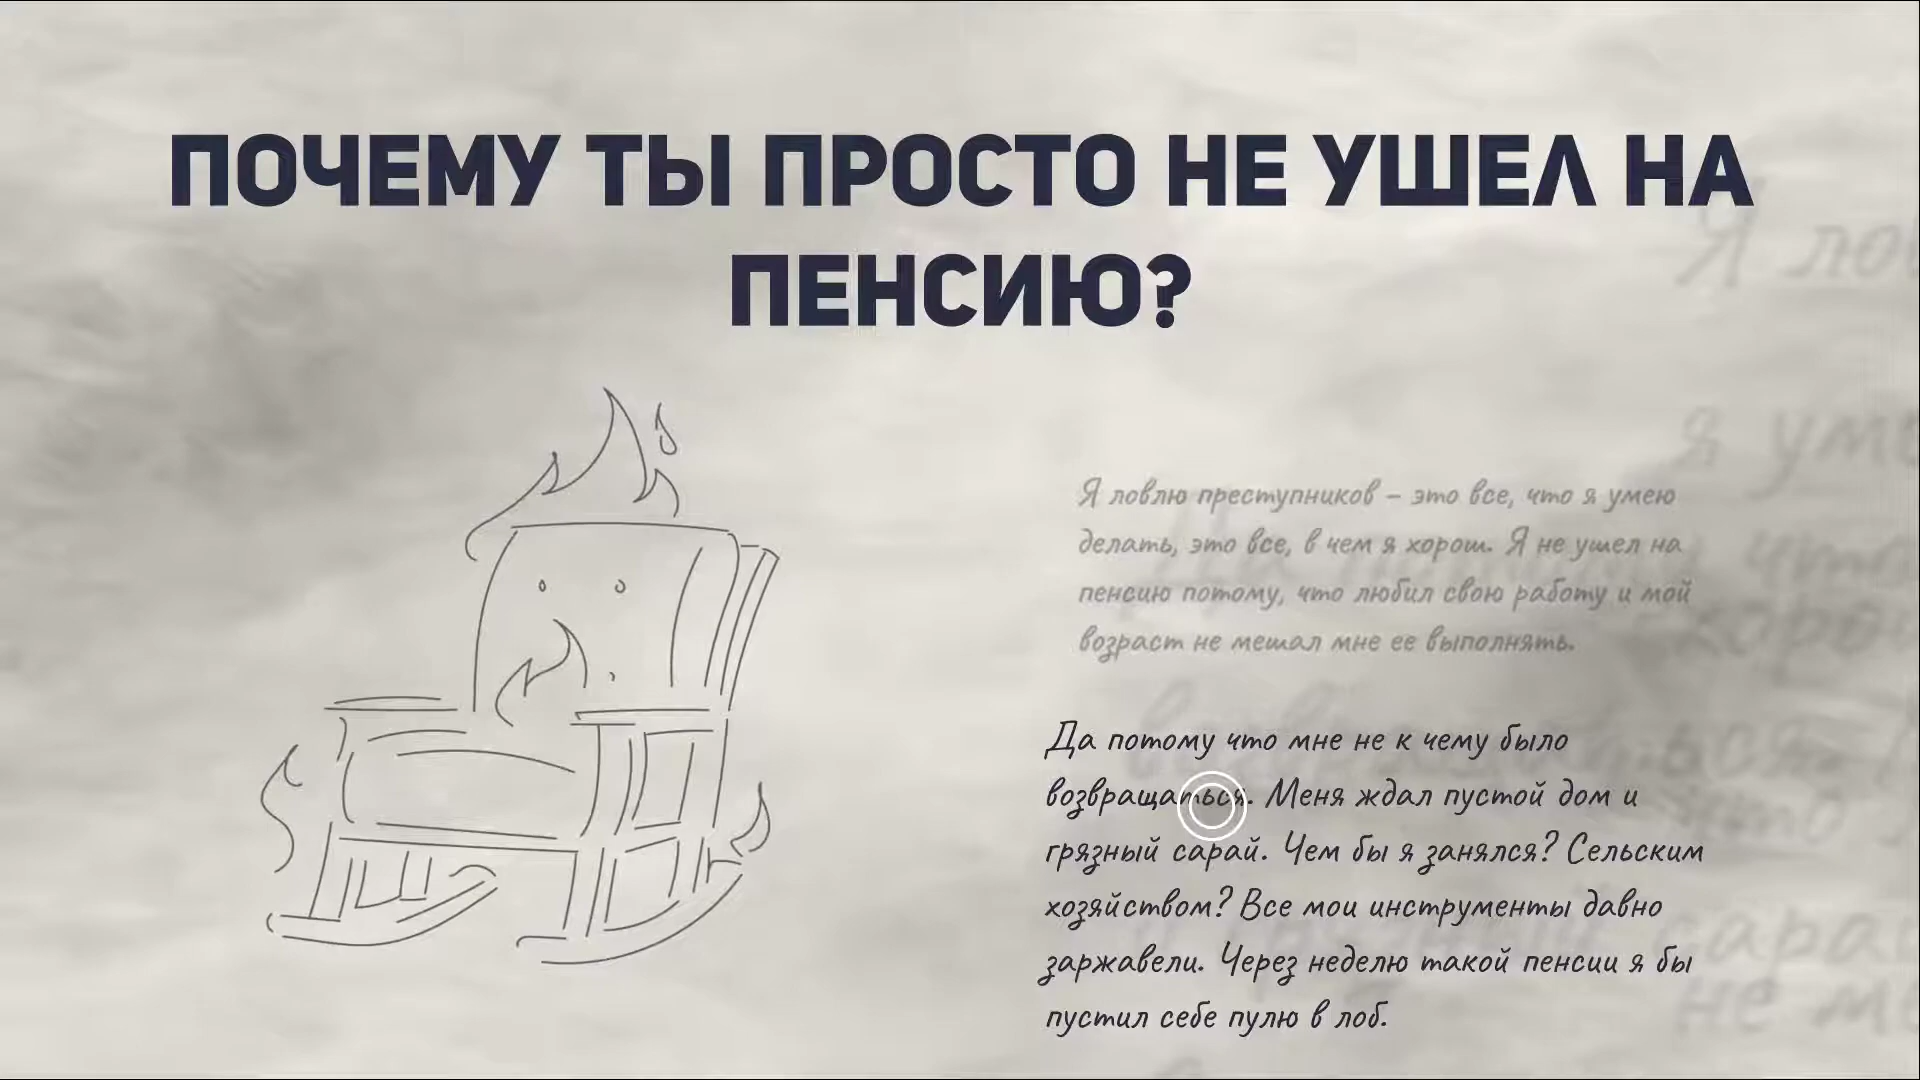 ПОЧЕМУ ТЫ ПРОСТО НЕ УШЕЛ НА
ПЕНСИЮ?
Я ловлю преступников – это все, что я умею
делать, это все, в чем я хорош. Я не ушел на
пенсию потому, что любил свою работу и мой
возраст не мешал мне ее выполнять.
Да потому что мне не к чему было
возвращаться. Меня ждал пустой дом и
грязный сарай. Чем бы я занялся? Сельским
хозяйством? Все мои инструменты давно
заржавели. Через неделю такой пенсии я бы
пустил себе пулю в лоб.